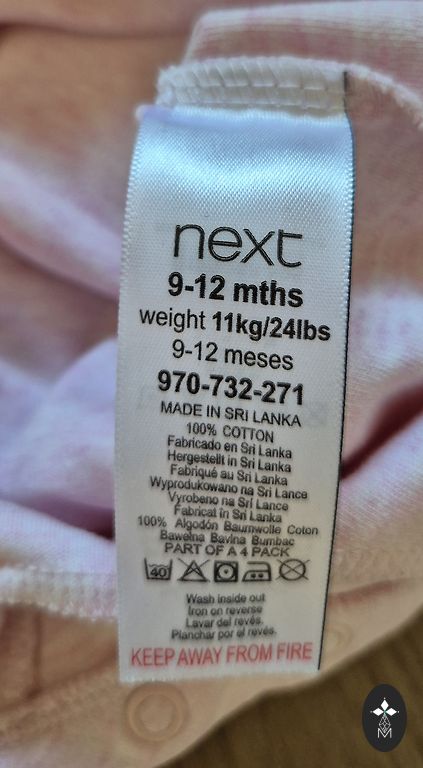 next
9-12 mths
weight 11kg/24lbs
9-12 meses
970-732-271
MADE IN SRI LANKA
100% COTTON
Fabricado en Sri Lanka
Hergestellt in Sri Lanka
Fabriqué au Sri Lanka
Wyprodukowano na Sri Lance
Vyrobeno na Srí Lance
Fabricat în Sri Lanka
100% Algodón Baumwolle Coton
Bawełna Bavlna Bumbac
PART OF A 4 PACK
40
Wash inside out
Iron on reverse
Lavar del revés.
Planchar por el revés.
KEEP AWAY FROM FIRE
M